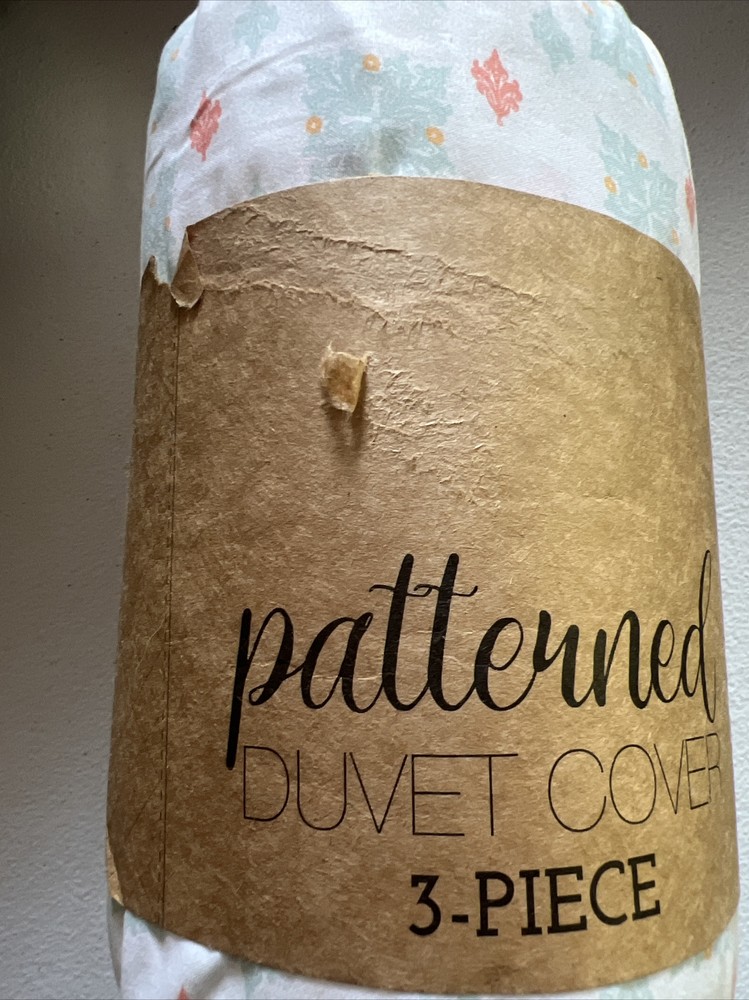 patterned
DUVET COVER
3-PIECE